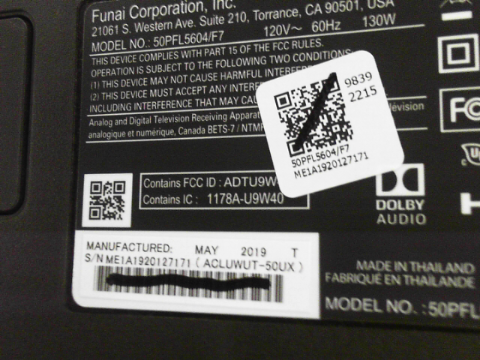 Funai Corporation, Inc.
21061 S. Western Ave. Suite 210, Torrance, CA 90501, USA
MODEL NO.: 50PFL5604/F7 120V~ 60Hz 130W
THIS DEVICE COMPLIES WITH PART 15 OF THE FCC RULES.
OPERATION IS SUBJECT TO THE FOLLOWING TWO CONDITIONS:
(1) THIS DEVICE MAY NOT CAUSE HARMFUL
(2) THIS DEVICE MUST ACCEPT ANY
INCLUDING INTERFERENCE THAT MAY
Analog and Digital Television Receiving
analogique et numérique, Canada BETS-7 /
9839
2215
50PFL5604/F7
ME1A1920127171
Contains FCC ID : ADTU9W
Contains IC : 1178A-U9W40
DOLBY
AUDIO
MANUFACTURED: MAY 2019 T
S/N ME1A1920127171 (ACLUWUT-50UX)
MADE IN THAILAND
FABRIQUE EN THAILANDE
MODEL NO.: 50PFL